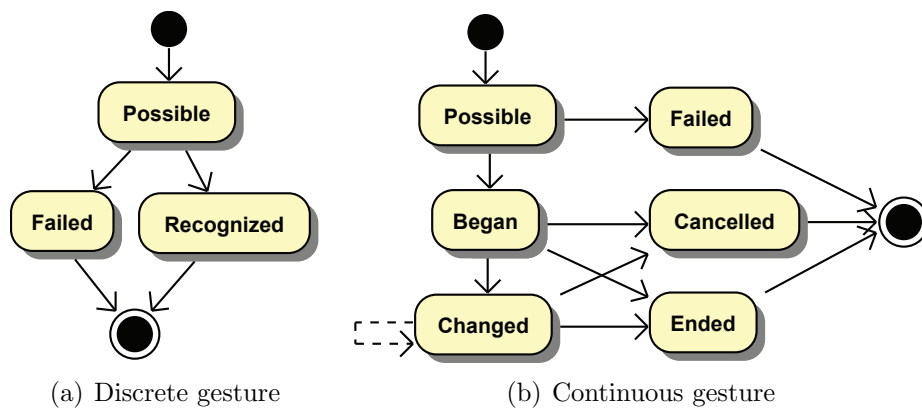 Possible
Failed
Recognized
(a) Discrete gesture
Possible
Failed
Began
Cancelled
Changed
Ended
(b) Continuous gesture